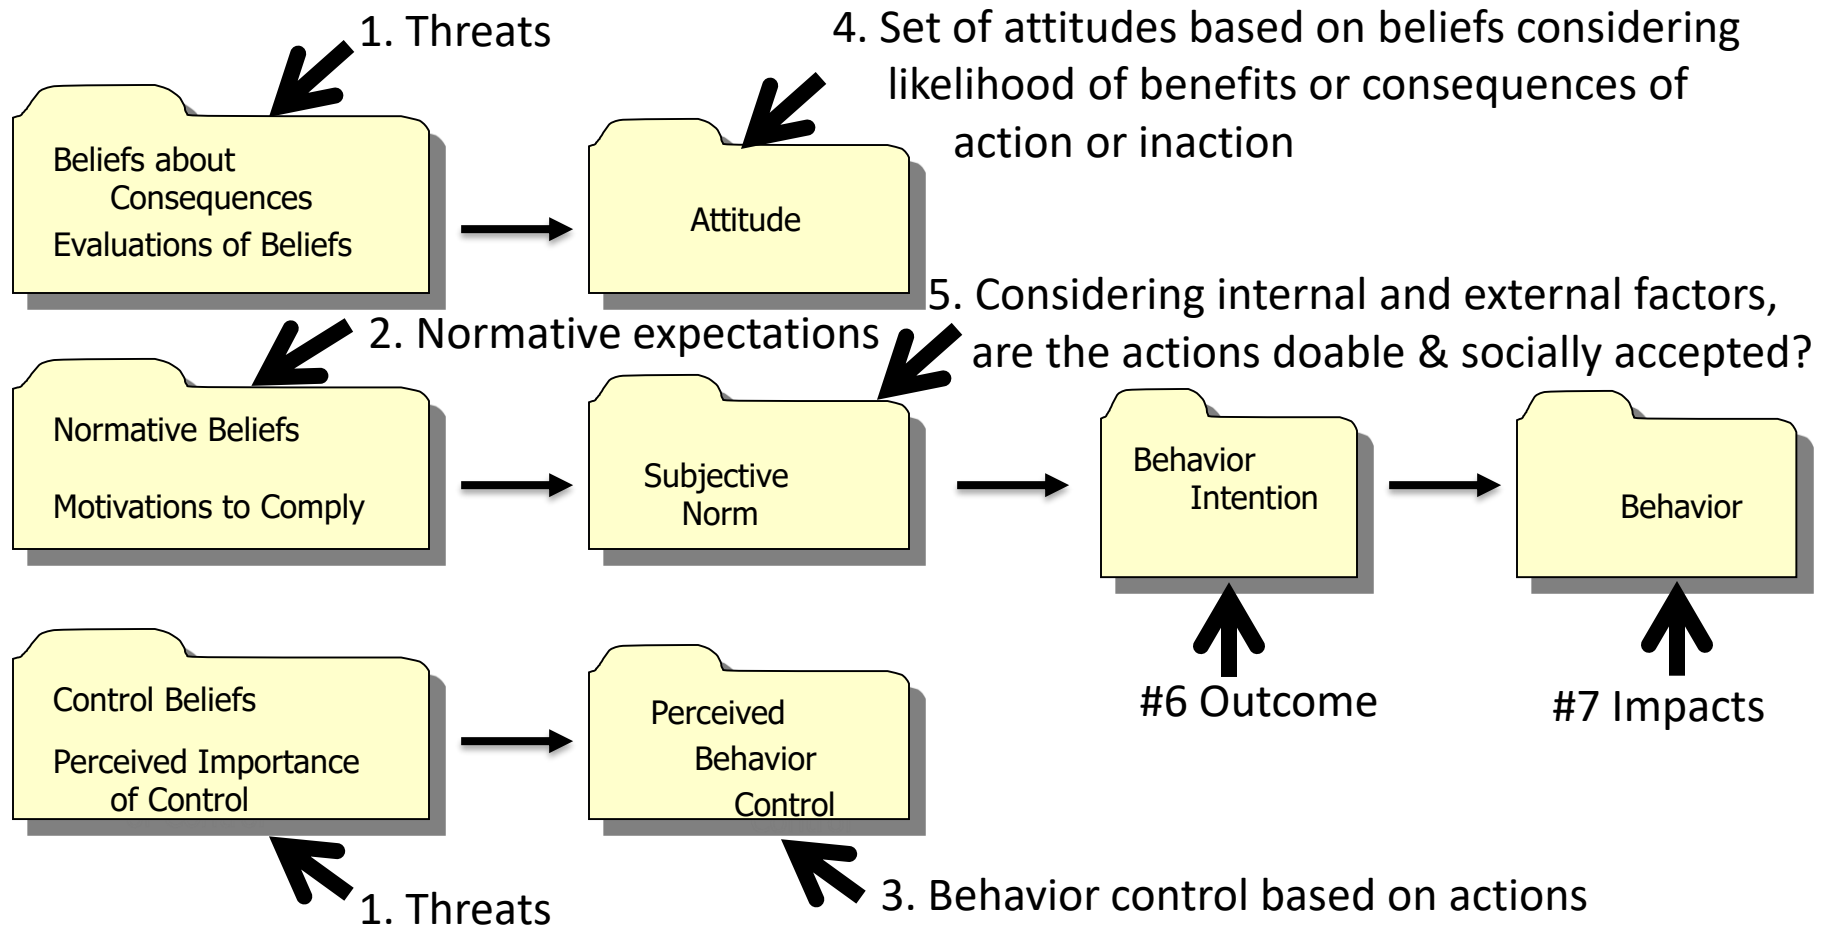 1. Threats
4. Set of attitudes based on beliefs considering
likelihood of benefits or consequences of
action or inaction
Beliefs about
Consequences
Evaluations of Beliefs
Attitude
2. Normative expectations
5. Considering internal and external factors,
are the actions doable & socially accepted?
Normative Beliefs
Motivations to Comply
Subjective
Norm
Behavior
Intention
Behavior
Control Beliefs
Perceived Importance
of Control
Perceived
Behavior
Control
#6 Outcome
#7 Impacts
1. Threats
3. Behavior control based on actions